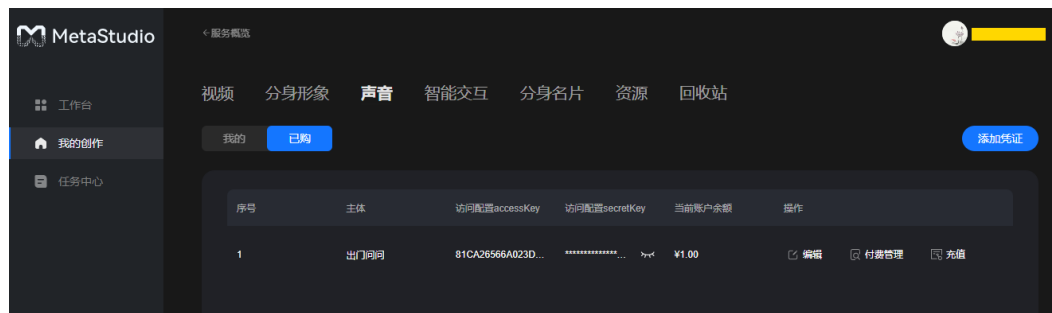 MetaStudio
←服务概览
视频 分身形象 声音 智能交互 分身名片 资源 回收站
工作台
我的创作
任务中心
我的 已购 添加凭证
序号 主体 访问配置accessKey 访问配置secretKey 当前账户余额 操作
1 出门问问 81CA26566A023D... **************... ¥1.00 编辑 付费管理 充值